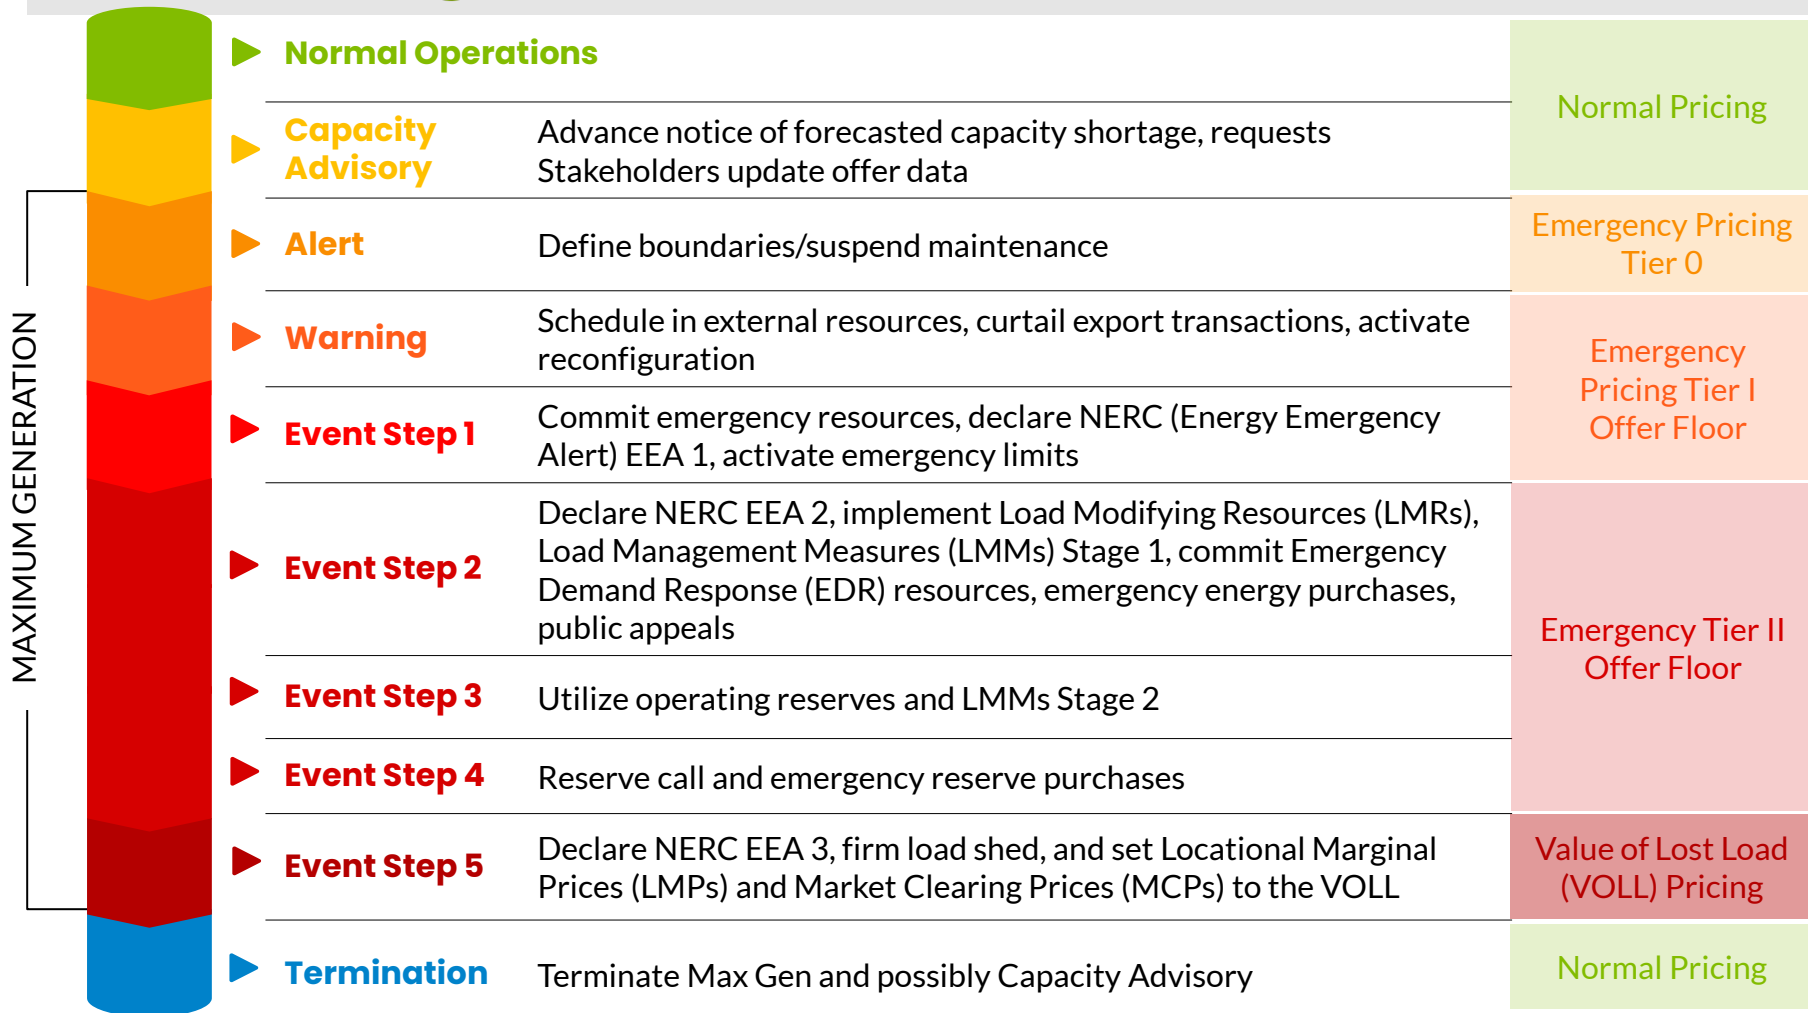 Normal Operations
Normal Pricing
Capacity
Advisory
Advance notice of forecasted capacity shortage, requests
Stakeholders update offer data
Alert
Define boundaries/suspend maintenance
Emergency Pricing
Tier 0
Warning
Schedule in external resources, curtail export transactions, activate
reconfiguration
Emergency
Pricing Tier I
Offer Floor
Event Step 1
Commit emergency resources, declare NERC (Energy Emergency
Alert) EEA 1, activate emergency limits
MAXIMUM GENERATION
Event Step 2
Declare NERC EEA 2, implement Load Modifying Resources (LMRs),
Load Management Measures (LMMs) Stage 1, commit Emergency
Demand Response (EDR) resources, emergency energy purchases,
public appeals
Emergency Tier II
Offer Floor
Event Step 3
Utilize operating reserves and LMMs Stage 2
Event Step 4
Reserve call and emergency reserve purchases
Event Step 5
Declare NERC EEA 3, firm load shed, and set Locational Marginal
Prices (LMPs) and Market Clearing Prices (MCPs) to the VOLL
Value of Lost Load
(VOLL) Pricing
Termination
Terminate Max Gen and possibly Capacity Advisory
Normal Pricing